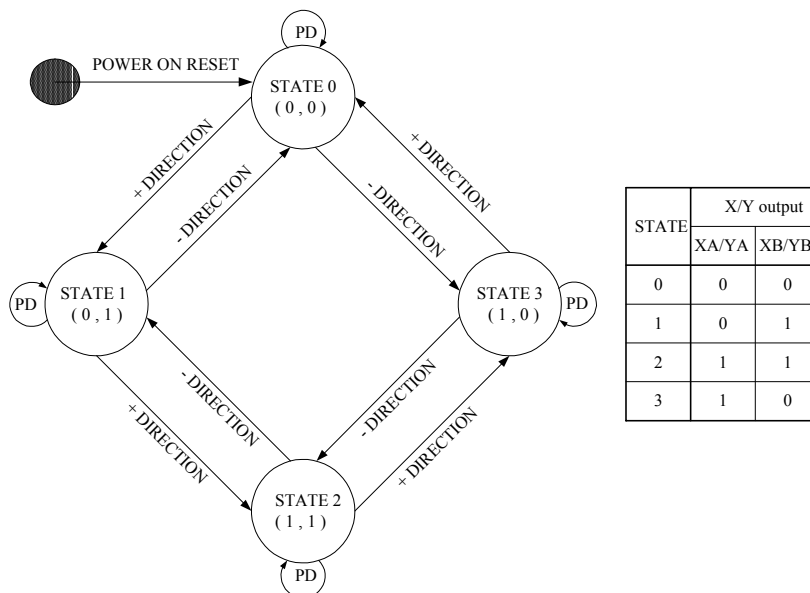 PD
POWER ON RESET
STATE 0
( 0 , 0 )
+ DIRECTION
- DIRECTION
- DIRECTION
+ DIRECTION
PD
STATE 1
( 0 , 1 )
STATE 3
( 1 , 0 )
PD
+ DIRECTION
- DIRECTION
- DIRECTION
+ DIRECTION
STATE 2
( 1 , 1 )
PD
STATE X/Y output
XA/YA XB/YB
0 0 0
1 0 1
2 1 1
3 1 0